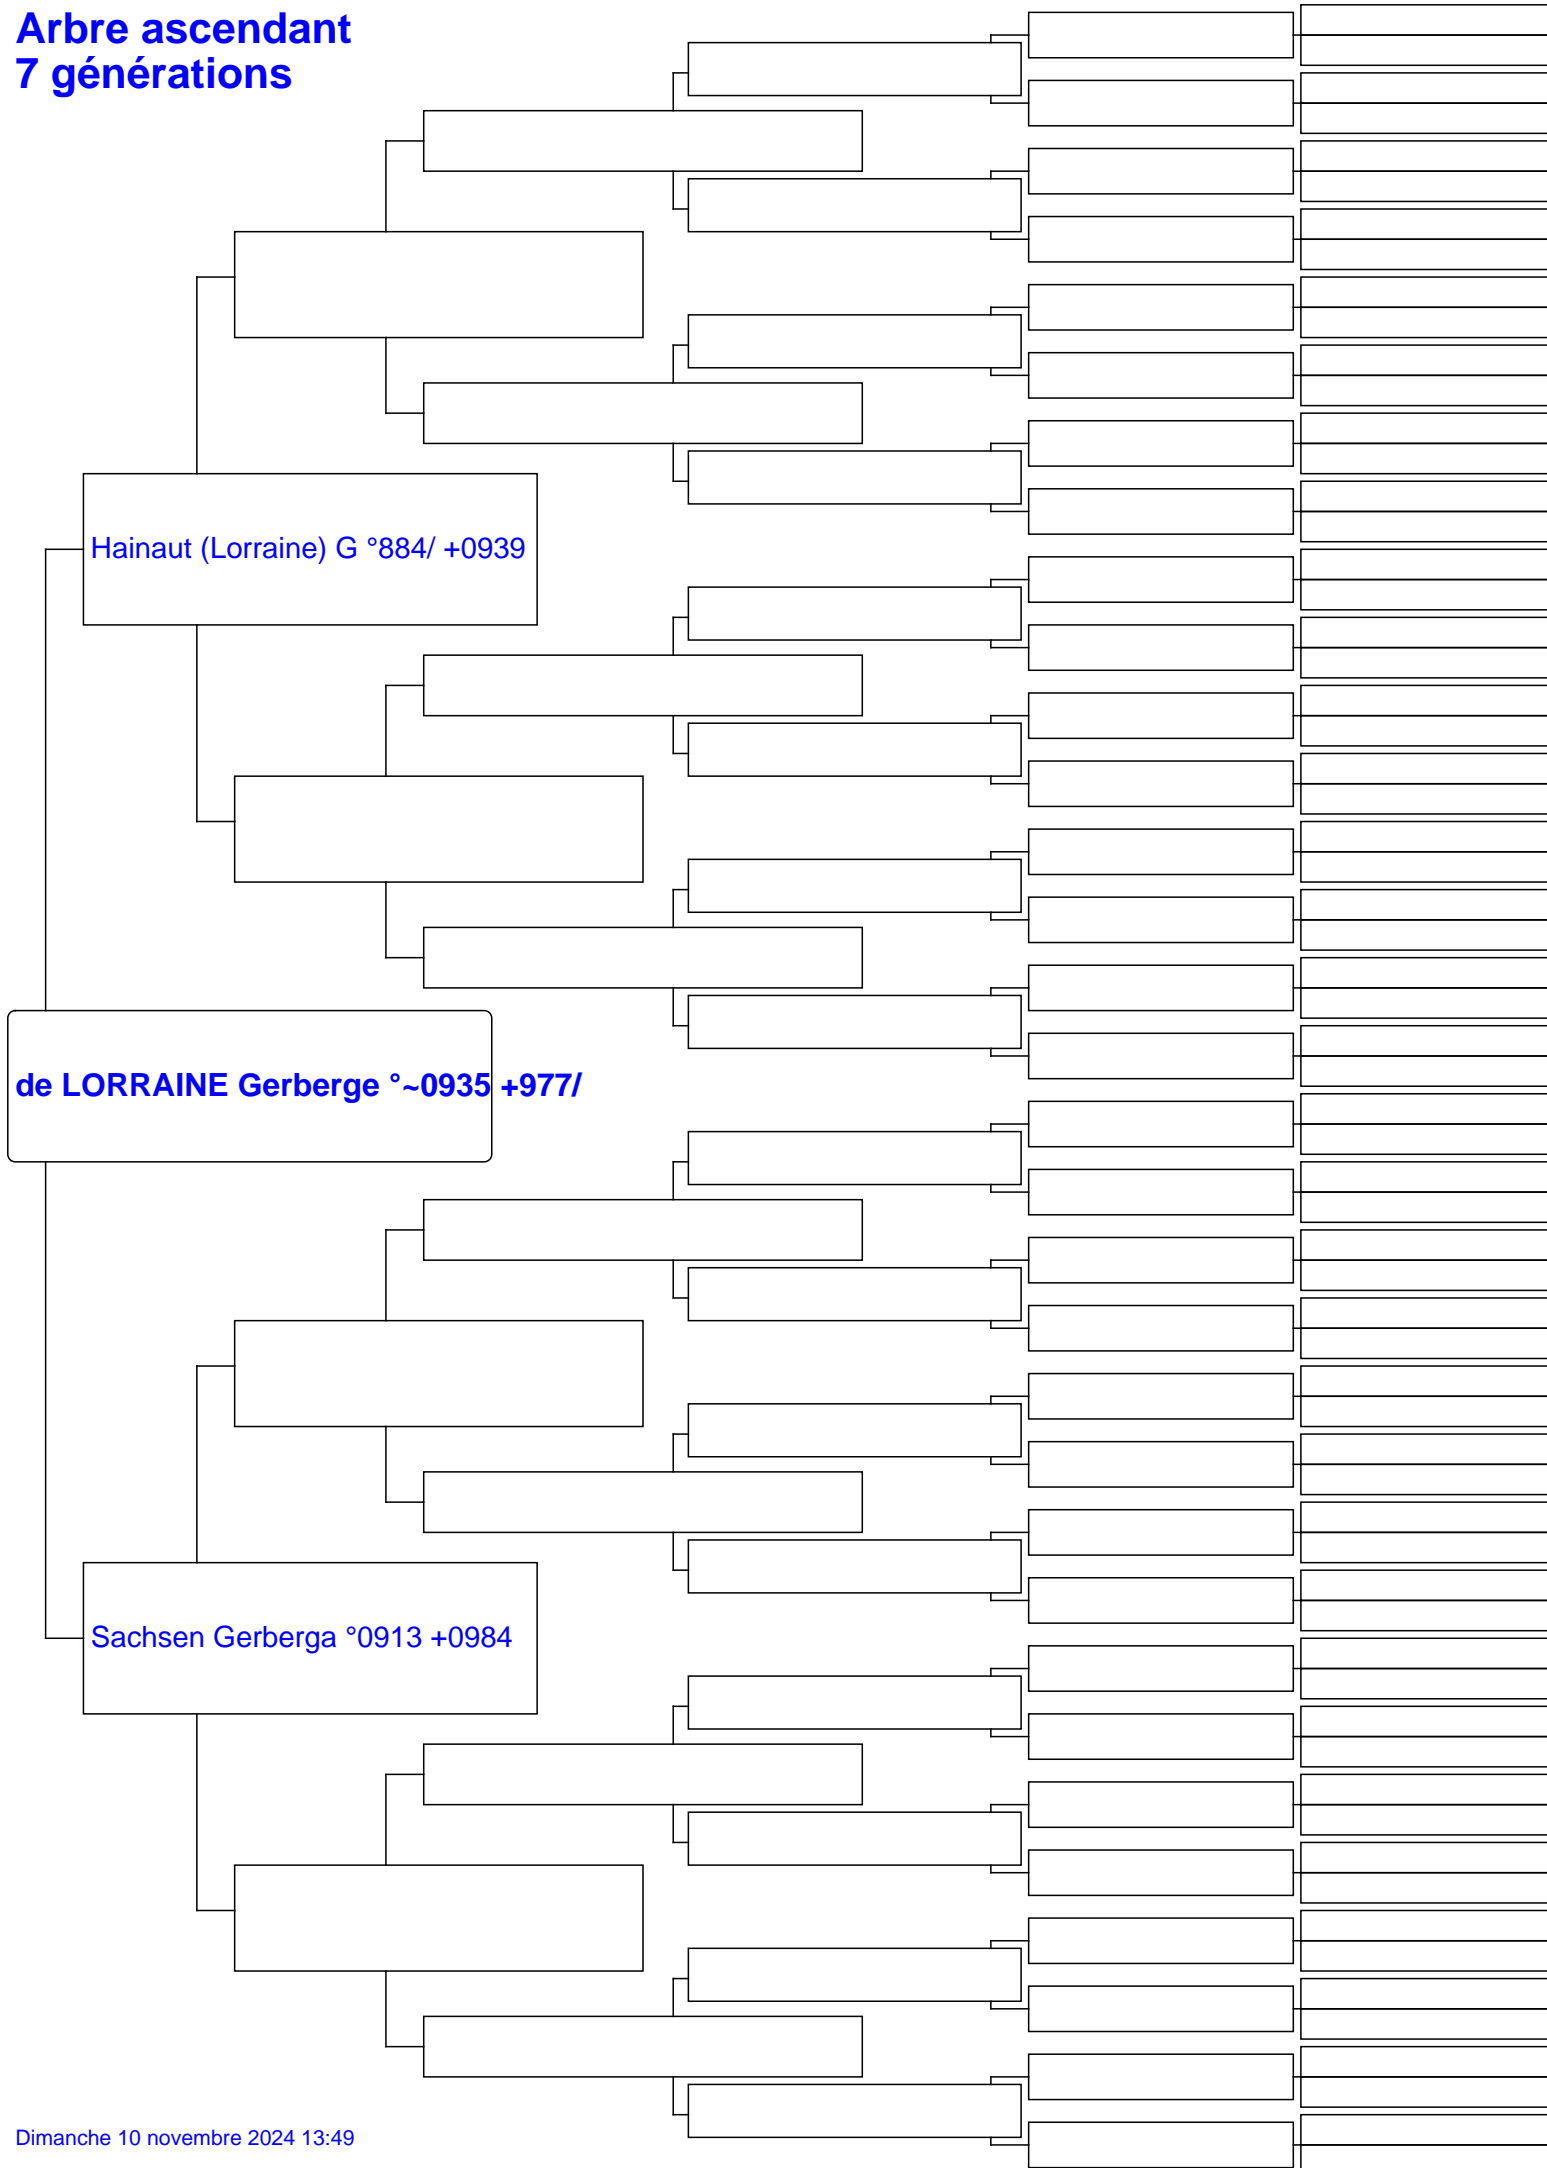 Arbre ascendant
7 générations
Hainaut (Lorraine) G °884/ +0939
de LORRAINE Gerberge °~0935 +977/
Sachsen Gerberga °0913 +0984
Dimanche 10 novembre 2024 13:49